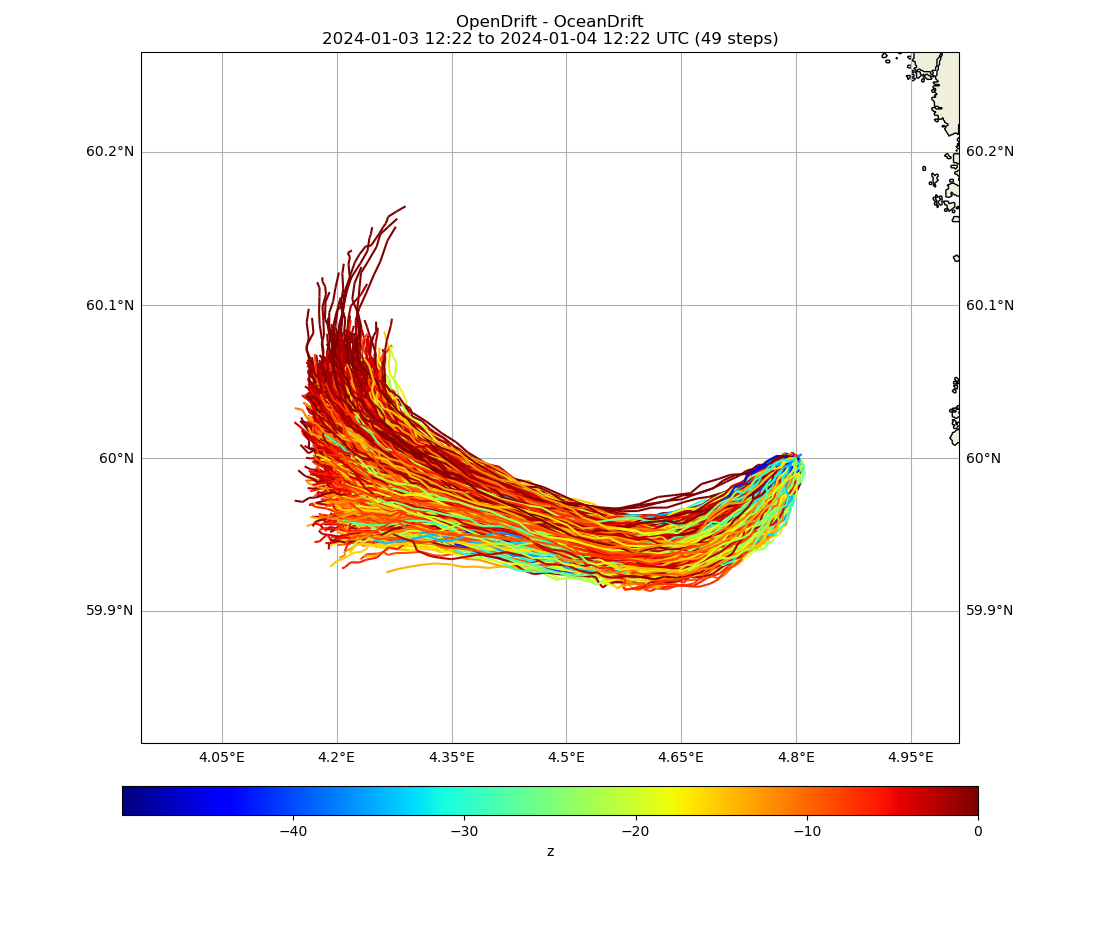 OpenDrift - OceanDrift
2024-01-03 12:22 to 2024-01-04 12:22 UTC (49 steps)
60.2°N 60.2°N
60.1°N 60.1°N
60°N 60°N
59.9°N 59.9°N
4.05°E 4.2°E 4.35°E 4.5°E 4.65°E 4.8°E 4.95°E
−40 −30 −20 −10 0
z